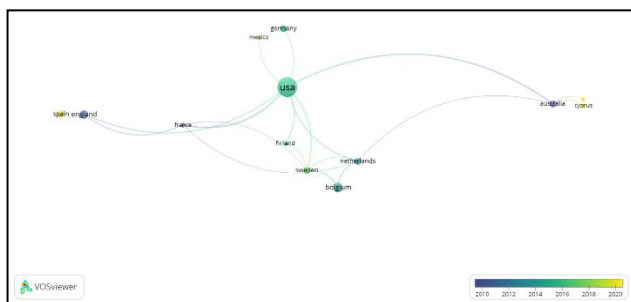 germany
mexico
usa
spain england
australia
cyprus
france
finland
netherlands
sweden
belgium
VOSviewer
2010 2012 2014 2016 2018 2020